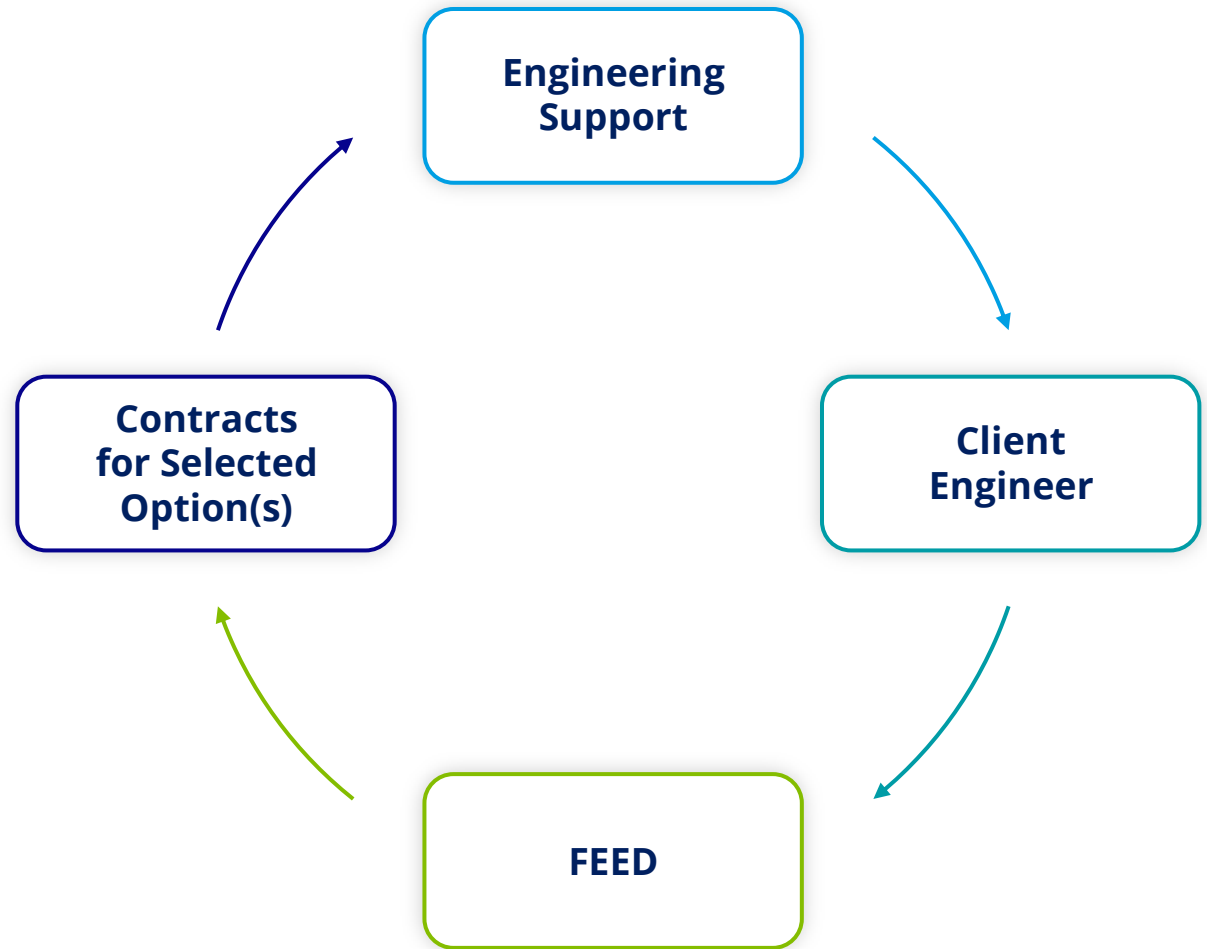 Engineering
Support
Contracts
for Selected
Option(s)
Client
Engineer
FEED